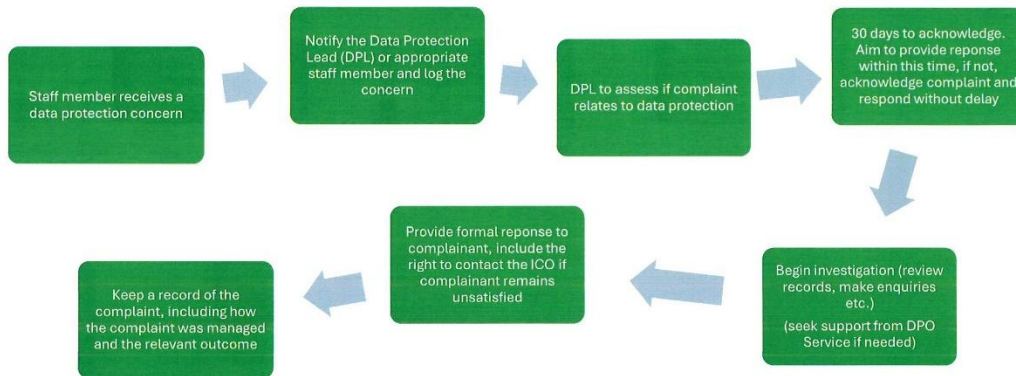 Staff member receives a
data protection concern
Notify the Data Protection
Lead (DPL) or appropriate
staff member and log the
concern
DPL to assess if complaint
relates to data protection
30 days to acknowledge.
Aim to provide reponse
within this time, if not,
acknowledge complaint and
respond without delay
Begin investigation (review
records, make enquiries
etc.)
(seek support from DPO
Service if needed)
Provide formal reponse to
complainant, include the
right to contact the ICO if
complainant remains
unsatisfied
Keep a record of the
complaint, including how
the complaint was managed
and the relevant outcome